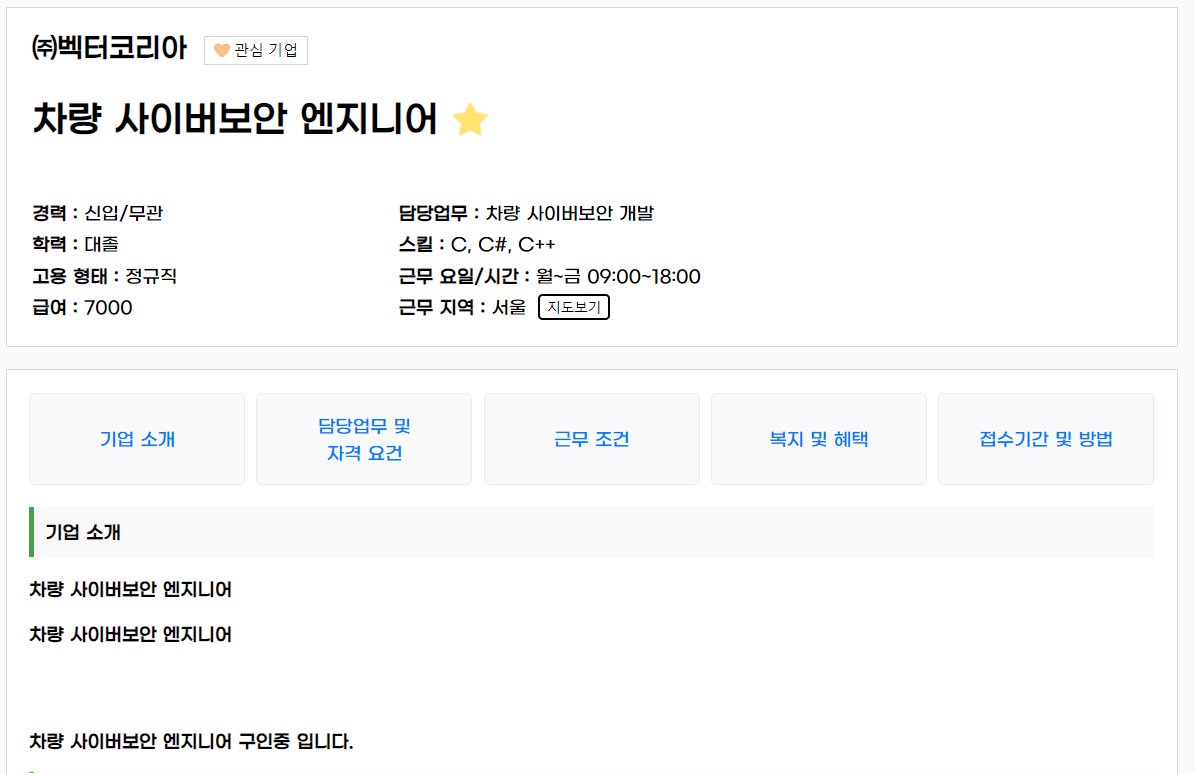 ㈜벡터코리아 🧡 관심 기업
차량 사이버보안 엔지니어 ⭐
경력 : 신입/무관
학력 : 대졸
고용 형태 : 정규직
급여 : 7000
담당업무 : 차량 사이버보안 개발
스킬 : C, C#, C++
근무 요일/시간 : 월~금 09:00~18:00
근무 지역 : 서울 지도보기
기업 소개
담당업무 및
자격 요건
근무 조건
복지 및 혜택
접수기간 및 방법
기업 소개
차량 사이버보안 엔지니어
차량 사이버보안 엔지니어
차량 사이버보안 엔지니어 구인중 입니다.